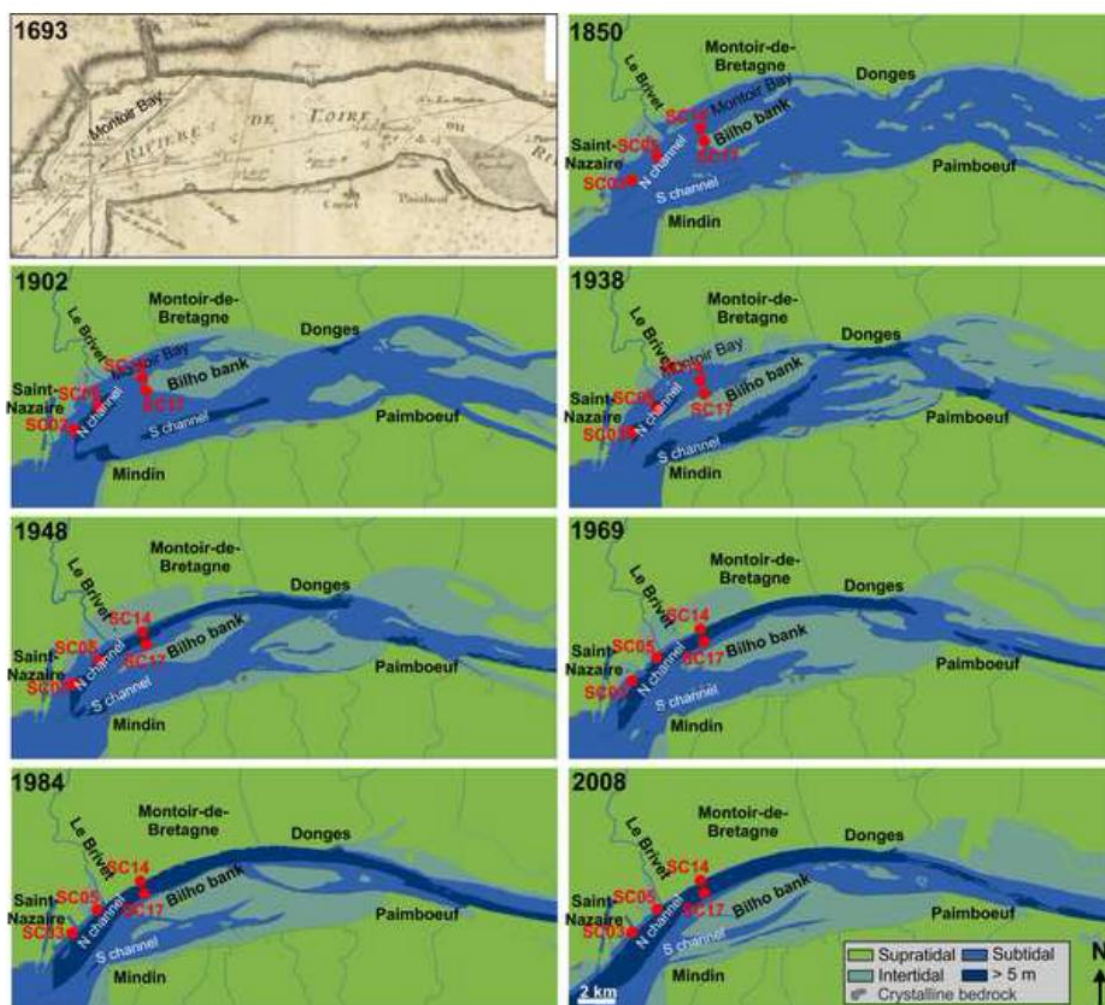 1693
Montoir Bay
RIVIERE DE LOIRE
1850
Montoir-de-
Bretagne
Le Brivet
Donges
Montoir Bay
SC14
Bilho bank
Saint-
Nazaire
SC05
SC17
SC03
N channel
S channel
Paimboeuf
Mindin
1902
Montoir-de-
Bretagne
Le Brivet
Donges
Montoir Bay
SC14
Bilho bank
Saint-
Nazaire
SC05
SC17
SC03
N channel
S channel
Paimboeuf
Mindin
1938
Montoir-de-
Bretagne
Le Brivet
Donges
Montoir Bay
SC14
Bilho bank
Saint-
Nazaire
SC05
SC17
SC03
N channel
S channel
Paimboeuf
Mindin
1948
Montoir-de-
Bretagne
Le Brivet
Donges
SC14
Bilho bank
Saint-
Nazaire
SC05
SC17
SC03
N channel
S channel
Paimboeuf
Mindin
1969
Montoir-de-
Bretagne
Le Brivet
Donges
SC14
Bilho bank
Saint-
Nazaire
SC05
SC17
SC03
N channel
S channel
Paimboeuf
Mindin
1984
Montoir-de-
Bretagne
Le Brivet
Donges
SC14
Bilho bank
Saint-
Nazaire
SC05
SC17
SC03
N channel
S channel
Paimboeuf
Mindin
2008
Montoir-de-
Bretagne
Le Brivet
Donges
SC14
Bilho bank
Saint-
Nazaire
SC05
SC17
SC03
N channel
S channel
Paimboeuf
Mindin
Supratidal
Subtidal
Intertidal
> 5 m
Crystalline bedrock
2 km
N